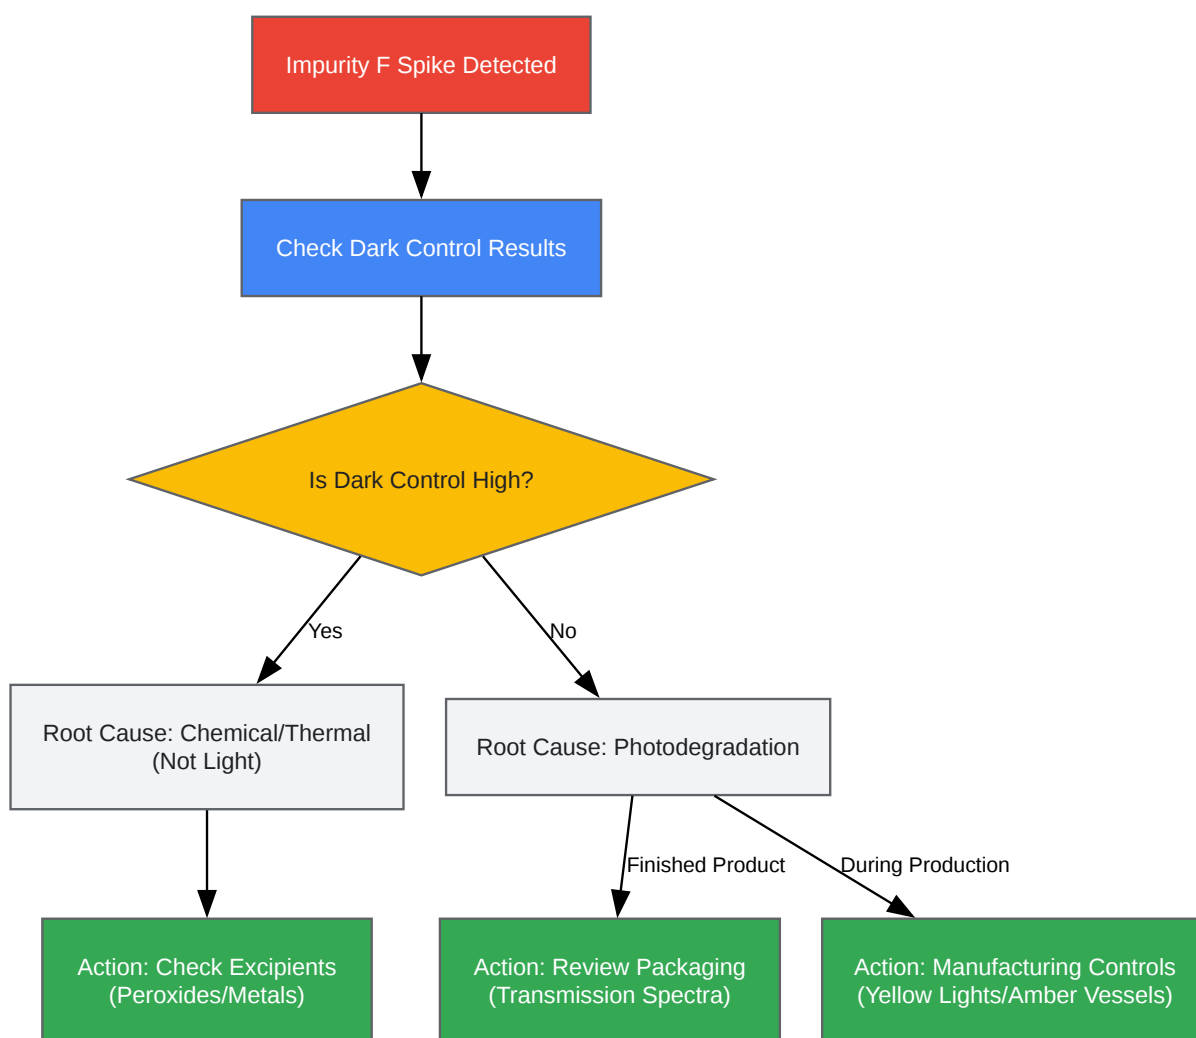 Impurity F Spike Detected
Check Dark Control Results
Is Dark Control High?
Yes
No
Root Cause: Chemical/Thermal
(Not Light)
Root Cause: Photodegradation
Finished Product
During Production
Action: Check Excipients
(Peroxides/Metals)
Action: Review Packaging
(Transmission Spectra)
Action: Manufacturing Controls
(Yellow Lights/Amber Vessels)